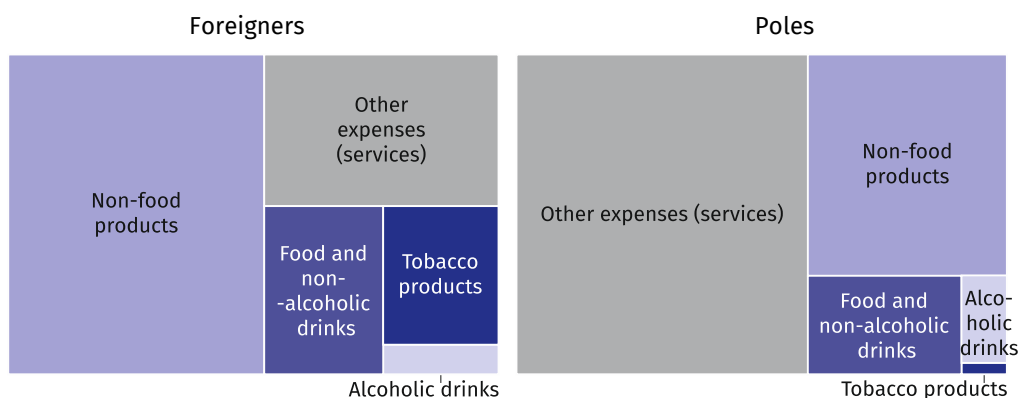 Foreigners
Non-food
products
Other
expenses
(services)
Food and
non-
-alcoholic
drinks
Tobacco
products
Alcoholic drinks
Poles
Other expenses (services)
Non-food
products
Food and
non-alcoholic
drinks
Alco-
holic
drinks
Tobacco products